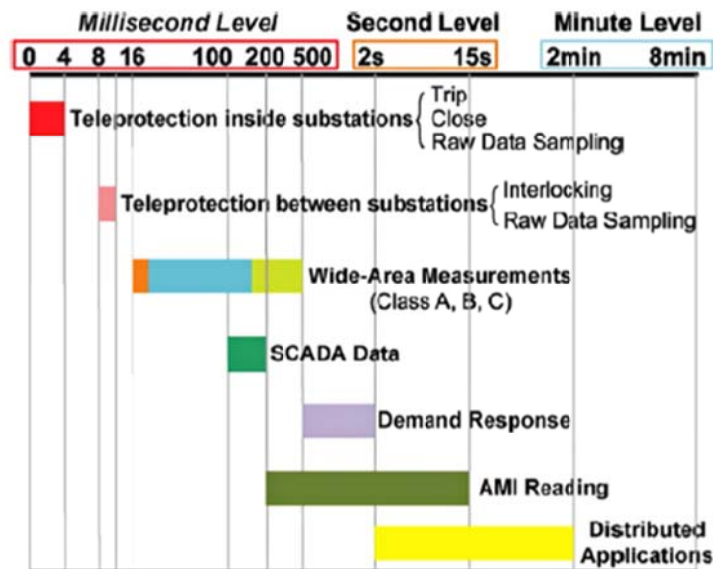 Millisecond Level Second Level Minute Level
0 4 8 16 100 200 500 2s 15s 2min 8min
Trip
Teleprotection inside substations Close
Raw Data Sampling
Interlocking
Teleprotection between substations
Raw Data Sampling
Wide-Area Measurements
(Class A, B, C)
SCADA Data
Demand Response
AMI Reading
Distributed
Applications